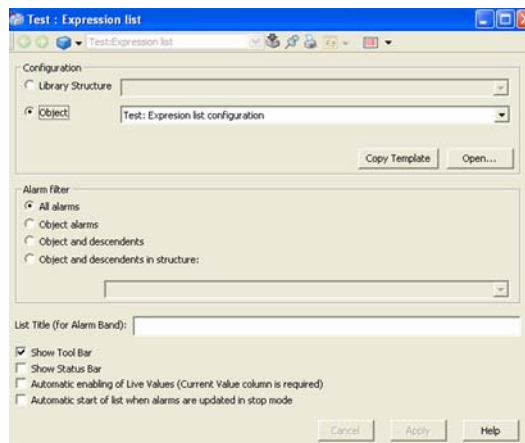 Test : Expression list
Test:Expression list
Configuration
Library Structure
Object
Test: Expresion list configuration
Copy Template
Open...
Alarm filter
All alarms
Object alarms
Object and descendents
Object and descendents in structure:
List Title (for Alarm Band):
Show Tool Bar
Show Status Bar
Automatic enabling of Live Values (Current Value column is required)
Automatic start of list when alarms are updated in stop mode
Cancel
Apply
Help